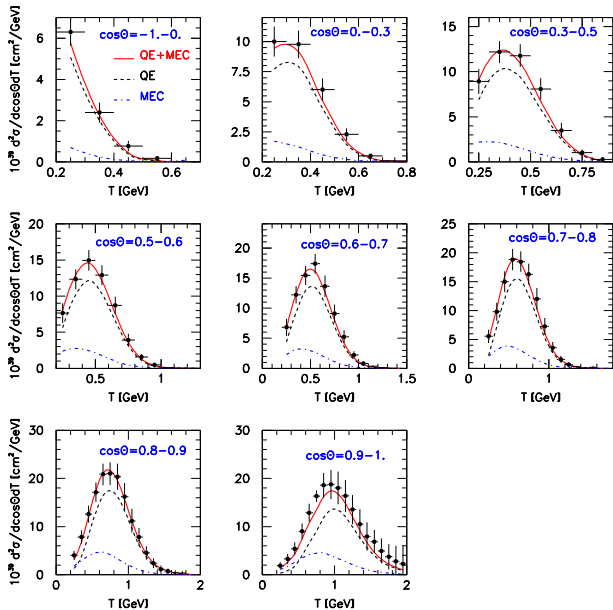 cosΘ=-1.-0.
QE+MEC
QE
MEC
6
4
2
0
0.2 0.4 0.6
T [GeV]
10³⁹ d²σ/dcosΘdT [cm²/GeV]
cosΘ=0.-0.3
10
7.5
5
2.5
0
0.2 0.4 0.6 0.8
T [GeV]
cosΘ=0.3-0.5
15
10
5
0
0.25 0.5 0.75
T [GeV]
cosΘ=0.5-0.6
20
15
10
5
0
0.5 1
T [GeV]
10³⁹ d²σ/dcosΘdT [cm²/GeV]
cosΘ=0.6-0.7
20
15
10
5
0
0 0.5 1 1.5
T [GeV]
cosΘ=0.7-0.8
25
20
15
10
5
0
0 1
T [GeV]
cosΘ=0.8-0.9
30
20
10
0
0 1 2
T [GeV]
10³⁹ d²σ/dcosΘdT [cm²/GeV]
cosΘ=0.9-1.
30
20
10
0
0 1 2
T [GeV]